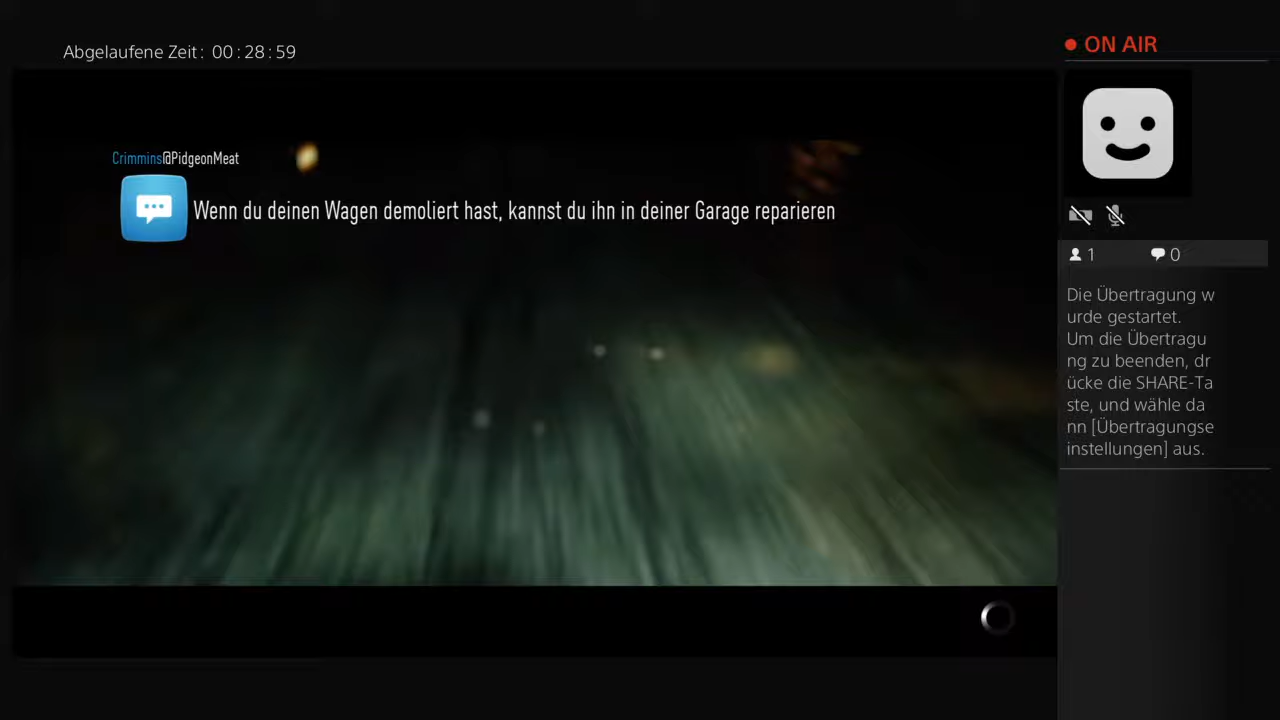 Abgelaufene Zeit: 00:28:59
ON AIR
Crimmins@PidgeonMeat
Wenn du deinen Wagen demoliert hast, kannst du ihn in deiner Garage reparieren
1 0
Die Übertragung w
urde gestartet.
Um die Übertragu
ng zu beenden, dr
ücke die SHARE-Ta
ste, und wähle da
nn [Übertragungse
instellungen] aus.